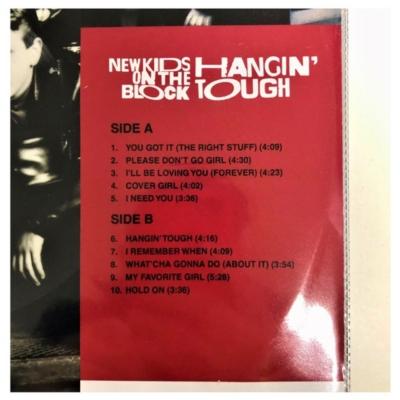 NEW KIDS HANGIN'
ON THE
BLOCK TOUGH
SIDE A
1. YOU GOT IT (THE RIGHT STUFF) (4:09)
2. PLEASE DON'T GO GIRL (4:30)
3. I'LL BE LOVING YOU (FOREVER) (4:23)
4. COVER GIRL (4:02)
5. I NEED YOU (3:36)
SIDE B
6. HANGIN' TOUGH (4:16)
7. I REMEMBER WHEN (4:09)
8. WHAT'CHA GONNA DO (ABOUT IT) (3:54)
9. MY FAVORITE GIRL (5:28)
10. HOLD ON (3:36)